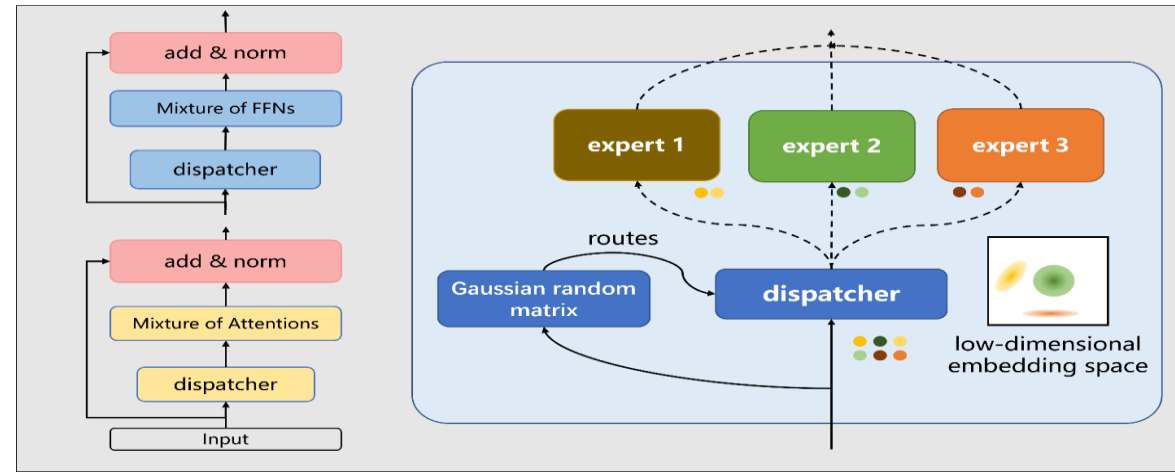 add & norm
Mixture of FFNs
dispatcher
add & norm
Mixture of Attentions
dispatcher
Input
expert 1
expert 2
expert 3
routes
Gaussian random
matrix
dispatcher
low-dimensional
embedding space